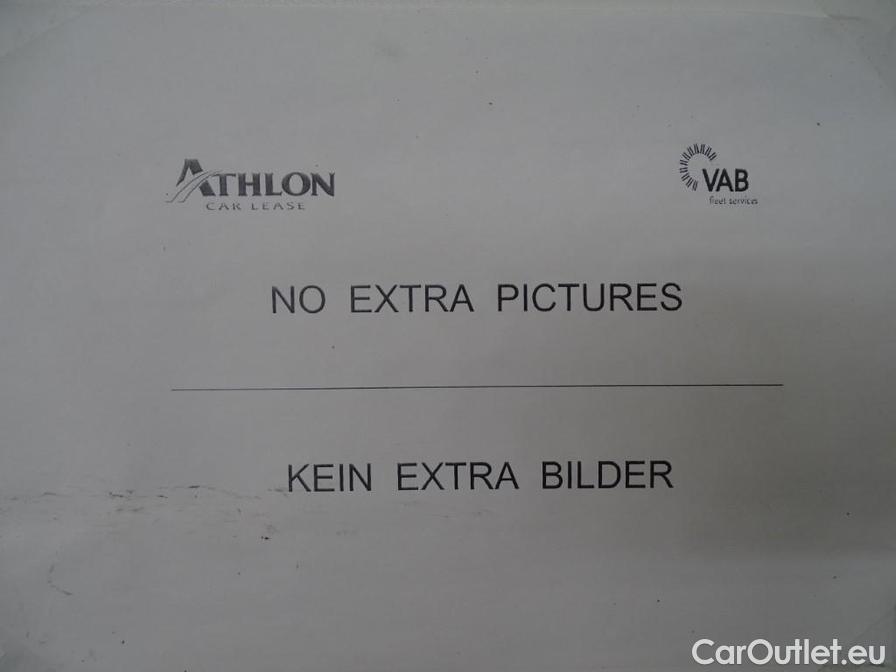 ATHLON
CAR LEASE
VAB
fleet services
NO EXTRA PICTURES
KEIN EXTRA BILDER
CarOutlet.eu